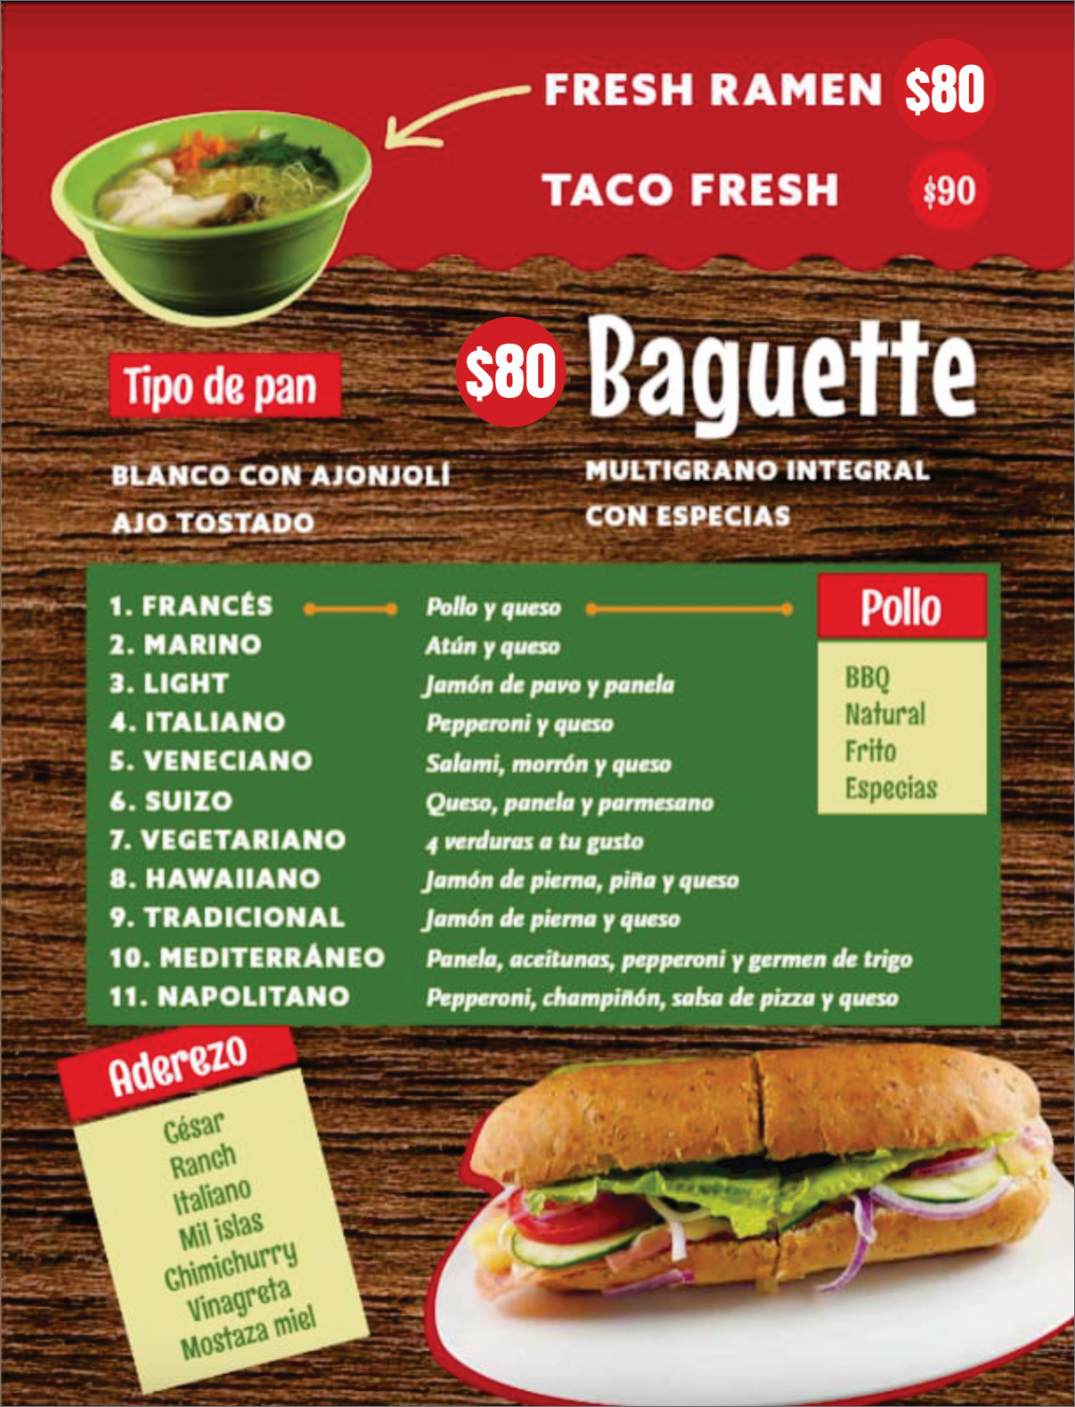 FRESH RAMEN $80
TACO FRESH $90
Tipo de pan
$80 Baguette
BLANCO CON AJONJOLÍ
AJO TOSTADO
MULTIGRANO INTEGRAL
CON ESPECIAS
1. FRANCÉS Pollo y queso
2. MARINO Atún y queso
3. LIGHT Jamón de pavo y panela
4. ITALIANO Pepperoni y queso
5. VENECIANO Salami, morrón y queso
6. SUIZO Queso, panela y parmesano
7. VEGETARIANO 4 verduras a tu gusto
8. HAWAIIANO Jamón de pierna, piña y queso
9. TRADICIONAL Jamón de pierna y queso
10. MEDITERRÁNEO Panela, aceitunas, pepperoni y germen de trigo
11. NAPOLITANO Pepperoni, champiñón, salsa de pizza y queso
Pollo
BBQ
Natural
Frito
Especias
Aderezo
César
Ranch
Italiano
Mil islas
Chimichurry
Vinagreta
Mostaza miel